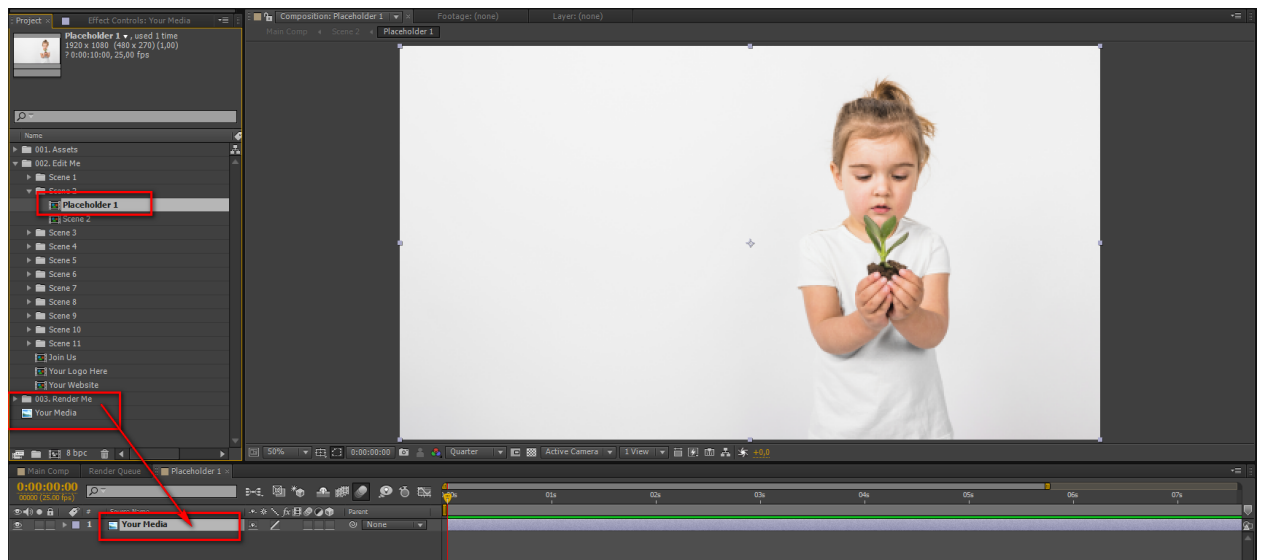 Project
Effect Controls: Your Media
Composition: Placeholder 1
Footage: (none)
Layer: (none)
Main Comp
Scene 2
Placeholder 1
Placeholder 1 , used 1 time
1920 x 1080 (480 x 270) (1,00)
? 0:00:10:00, 25,00 fps
Name
001. Assets
002. Edit Me
Scene 1
Scene 2
Placeholder 1
Scene 2
Scene 3
Scene 4
Scene 5
Scene 6
Scene 7
Scene 8
Scene 9
Scene 10
Scene 11
Join Us
Your Logo Here
Your Website
003. Render Me
Your Media
8 bpc
50%
0:00:00:00
Quarter
Active Camera
1 View
+0,0
Main Comp
Render Queue
Placeholder 1
0:00:00:00
00000 (25.00 fps)
01s
02s
03s
04s
06s
07s
#
Source Name
fx
Parent
1
Your Media
None